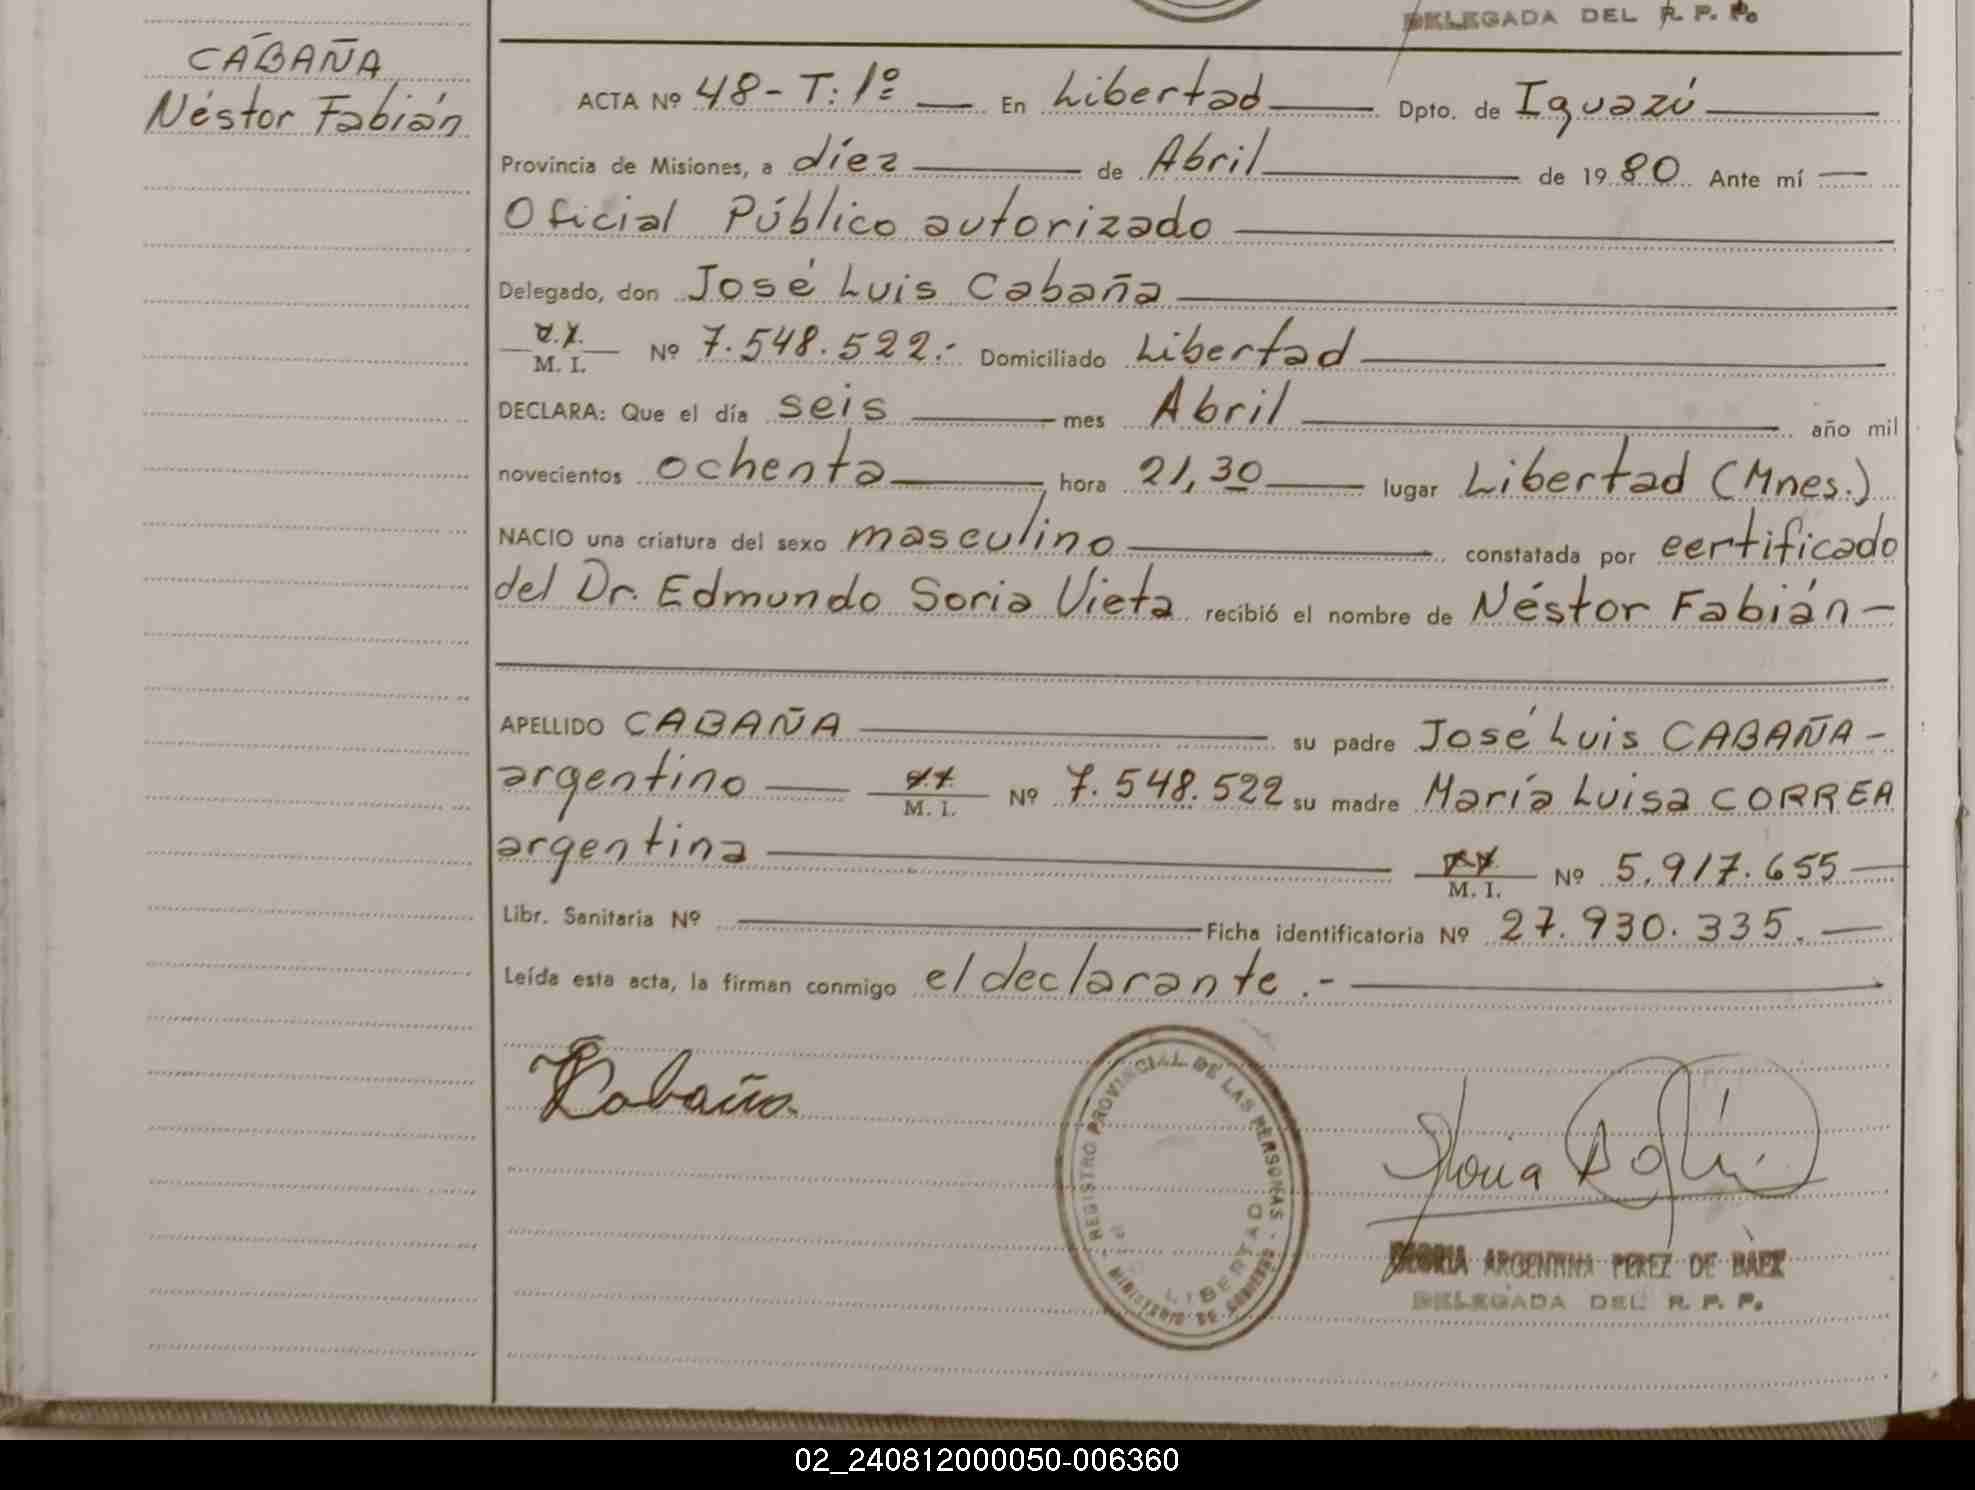 DELEGADA DEL R. P. P.
CABAÑA
Néstor Fabián
ACTA Nº 48-T:1º En Libertad Dpto. de Iguazú
Provincia de Misiones, a díez de Abril de 1980 Ante mí
Oficial Público autorizado
Delegado, don José Luis Cabaña
M. I. Nº 7.548.522.- Domiciliado Libertad
DECLARA: Que el día seis mes Abril año mil
novecientos ochenta hora 21,30 lugar Libertad (Mnes.)
NACIO una criatura del sexo masculino constatada por certificado
del Dr. Edmundo Soria Vieta recibió el nombre de Néstor Fabián-
APELLIDO CABAÑA su padre José Luis CABAÑA-
argentino M. I. Nº 7.548.522 su madre María Luisa CORREA
argentina M. I. Nº 5.917.655
Libr. Sanitaria Nº Ficha identificatoria Nº 27.930.335.
Leída esta acta, la firman conmigo el declarante.-
Cabaña
REGISTRO PROVINCIAL DE LAS PERSONAS - MINISTERIO DE GOBIERNO
LIBERTAD
GLORIA ARGENTINA PEREZ DE BAEZ
DELEGADA DEL R. P. P.
02_240812000050-006360